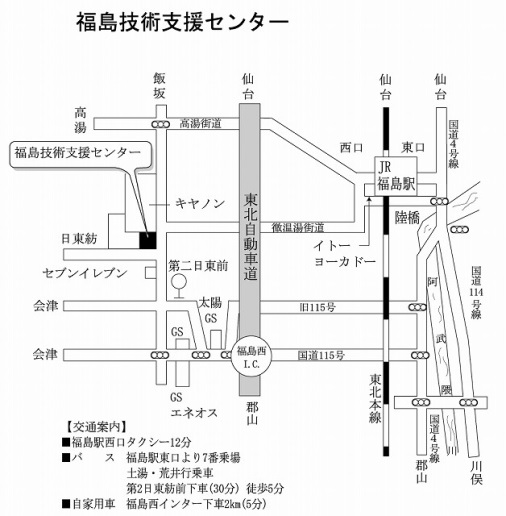 福島技術支援センター
飯坂
仙台
仙台
仙台
高湯
高湯街道
国道4号線
西口
東口
福島技術支援センター
JR
福島駅
キヤノン
東北自動車道
微温湯街道
陸橋
日東紡
イトー
ヨーカドー
セブンイレブン
第二日東前
阿武隈
国道114号線
会津
太陽
GS
旧115号
GS
福島西
I.C.
会津
国道115号
GS
エネオス
郡山
東北本線
国道4号線
郡山
川俣
【交通案内】
■福島駅西口タクシー12分
■バス 福島駅東口より7番乗場
土湯・荒井行乗車
第2日東紡前下車(30分) 徒歩5分
■自家用車 福島西インター下車2km(5分)